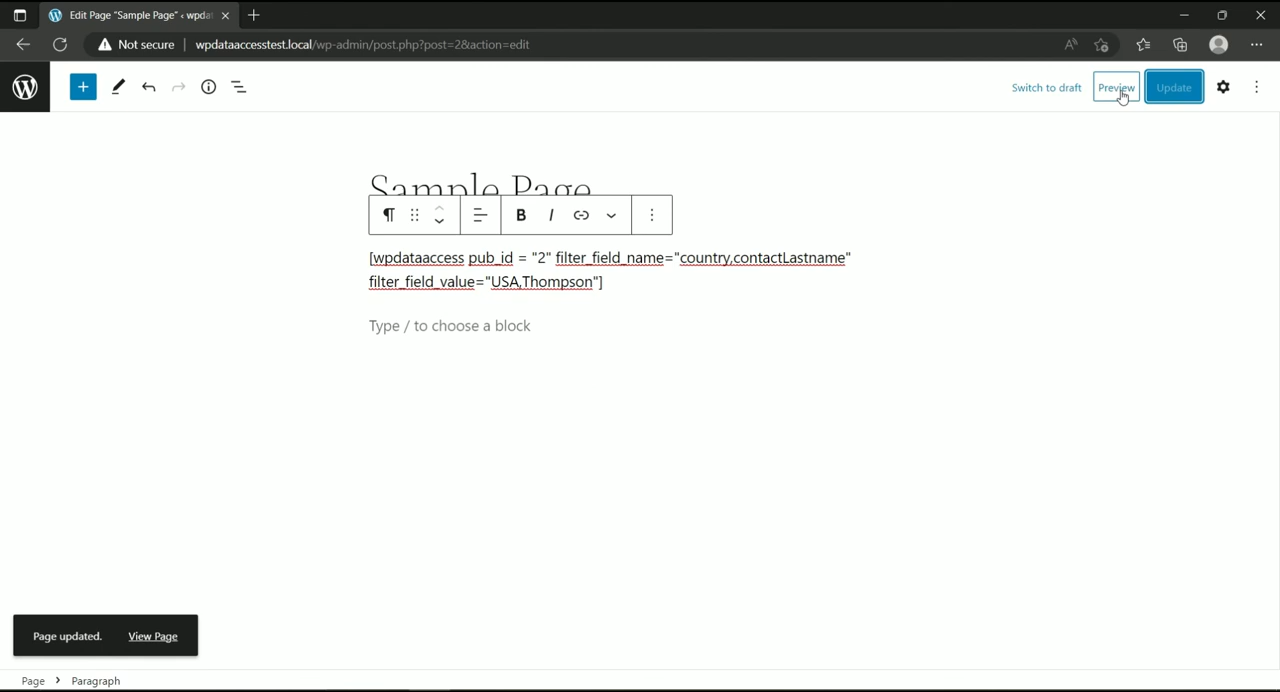 Edit Page "Sample Page" ‹ wpdat
Not secure | wpdataaccesstest.local/wp-admin/post.php?post=2&action=edit
Switch to draft Preview Update
Sample Page
B I
[wpdataaccess pub_id = "2" filter_field_name="country,contactLastname"
filter_field_value="USA,Thompson"]
Type / to choose a block
Page updated. View Page
Page › Paragraph